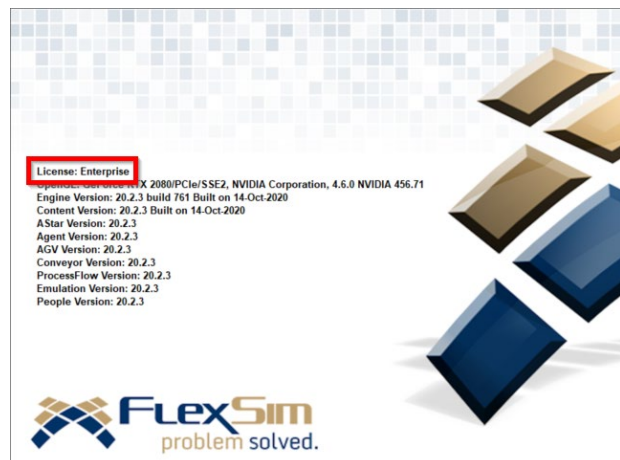 License: Enterprise
OpenGL: GeForce RTX 2080/PCIe/SSE2, NVIDIA Corporation, 4.6.0 NVIDIA 456.71
Engine Version: 20.2.3 build 761 Built on 14-Oct-2020
Content Version: 20.2.3 Built on 14-Oct-2020
AStar Version: 20.2.3
Agent Version: 20.2.3
AGV Version: 20.2.3
Conveyor Version: 20.2.3
ProcessFlow Version: 20.2.3
Emulation Version: 20.2.3
People Version: 20.2.3
FlexSim
problem solved.